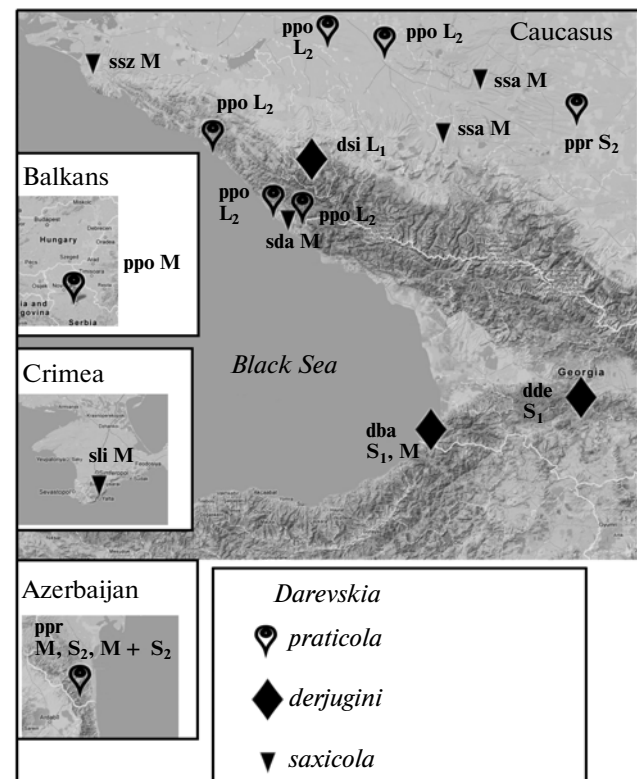 Caucasus
ppo
L₂
ppo L₂
ssz M
ssa M
ppo L₂
ssa M
ppr S₂
dsi L₁
ppo
L₂
ppo L₂
sda M
Balkans
Hungary
Serbia
ppo M
Crimea
sli M
Sevastopol
Yalta
Black Sea
Georgia
dde
S₁
dba
S₁, M
Azerbaijan
ppr
M, S₂, M + S₂
Darevskia
praticola
derjugini
saxicola